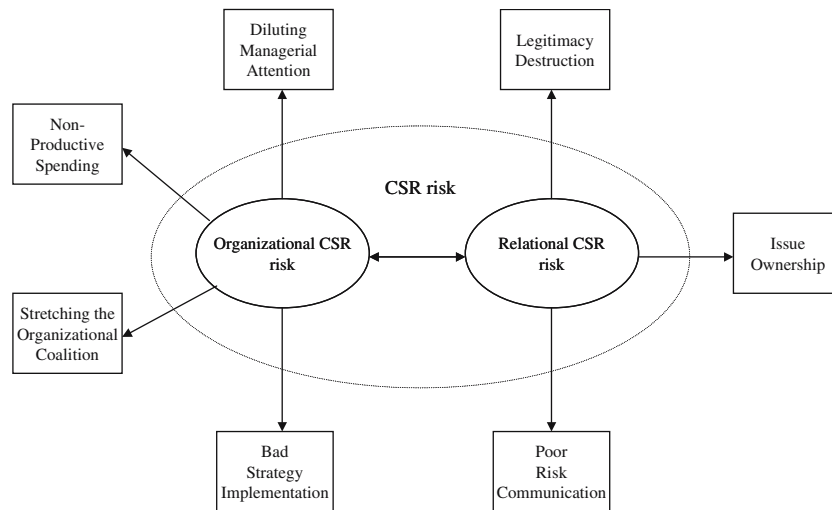 Diluting
Managerial
Attention
Legitimacy
Destruction
Non-
Productive
Spending
CSR risk
Organizational CSR
risk
Relational CSR
risk
Issue
Ownership
Stretching the
Organizational
Coalition
Bad
Strategy
Implementation
Poor
Risk
Communication